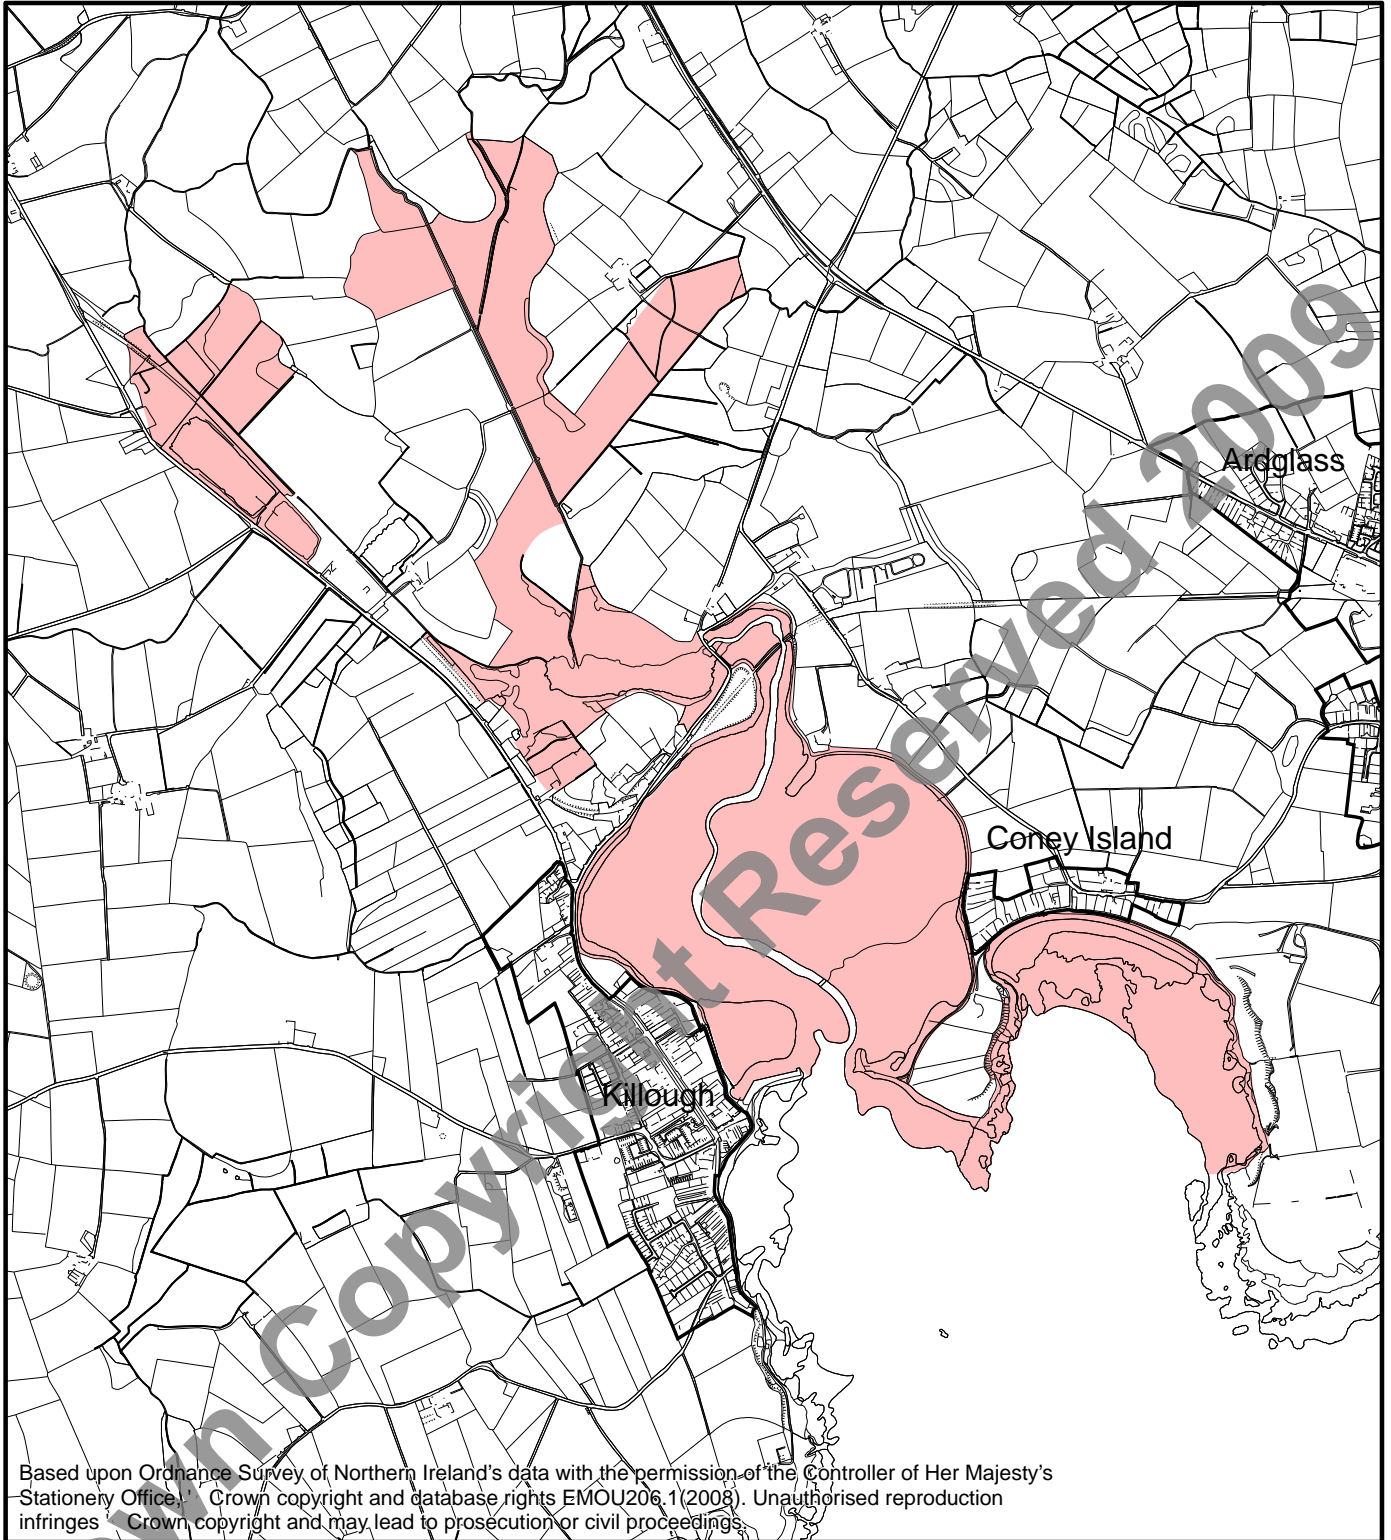 Ardglass
Coney Island
Killough
Crown Copyright Reserved 2009
Based upon Ordnance Survey of Northern Ireland's data with the permission of the Controller of Her Majesty's
Stationery Office, ' Crown copyright and database rights EMOU206.1(2008). Unauthorised reproduction
infringes ' Crown copyright and may lead to prosecution or civil proceedings.